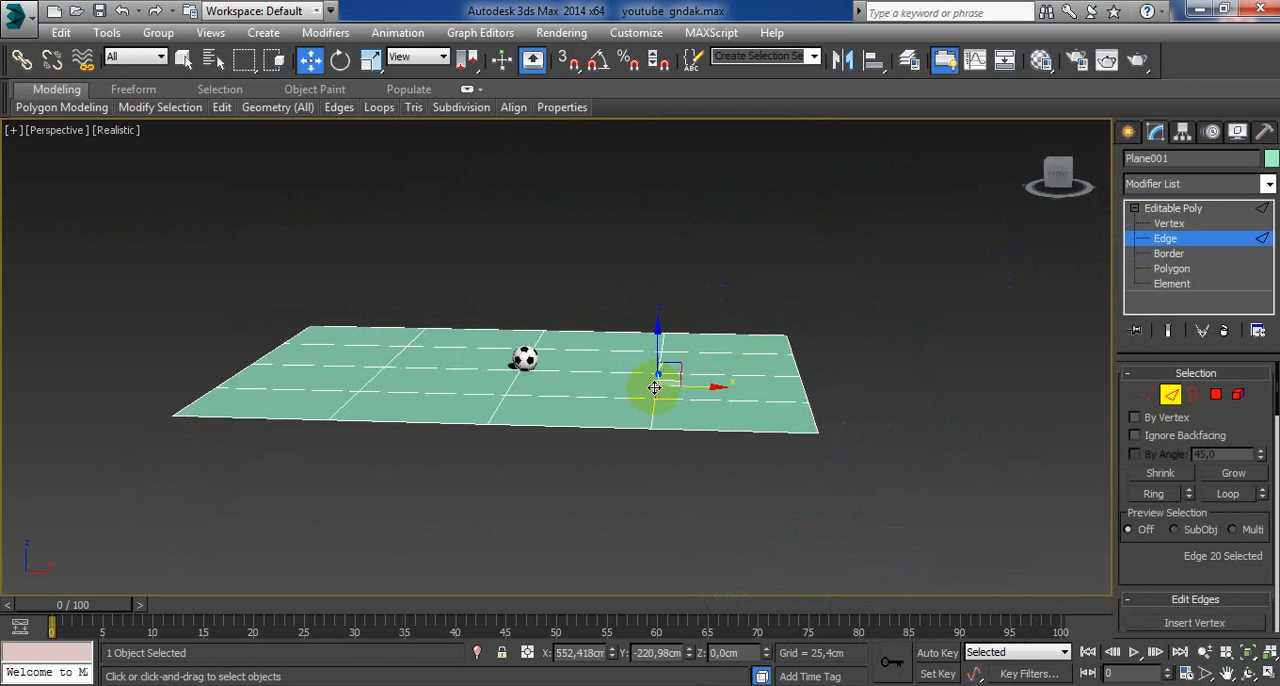 Workspace: Default
Autodesk 3ds Max 2014 x64    youtube gndak.max
Type a keyword or phrase
Edit Tools Group Views Create Modifiers Animation Graph Editors Rendering Customize MAXScript Help
All
View
3
Create Selection Se
Modeling Freeform Selection Object Paint Populate
Polygon Modeling Modify Selection Edit Geometry (All) Edges Loops Tris Subdivision Align Properties
[+] [Perspective] [Realistic]
Plane001
Modifier List
Editable Poly
Vertex
Edge
Border
Polygon
Element
Selection
By Vertex
Ignore Backfacing
By Angle: 45,0
Shrink Grow
Ring Loop
Preview Selection
Off SubObj Multi
Edge 20 Selected
Edit Edges
Insert Vertex
< 0 / 100 >
0 5 10 15 20 25 30 35 40 45 50 55 60 65 70 75 80 85 90 95 100
1 Object Selected X: 552,418cm Y: -220,98cm Z: 0,0cm Grid = 25,4cm Auto Key Selected
Welcome to M Click or click-and-drag to select objects Add Time Tag Set Key Key Filters... 0